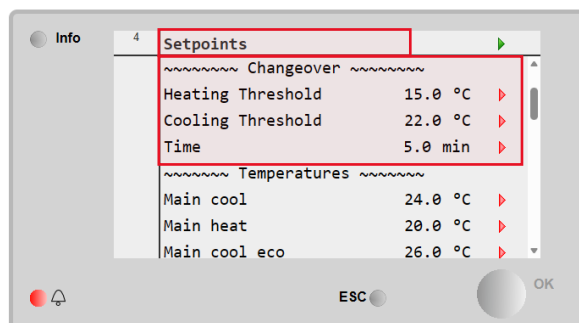 Info
4 Setpoints
~~~~~~~~ Changeover ~~~~~~~~
Heating Threshold 15.0 °C
Cooling Threshold 22.0 °C
Time 5.0 min
~~~~~~~ Temperatures ~~~~~~~
Main cool 24.0 °C
Main heat 20.0 °C
Main cool eco 26.0 °C
ESC
OK